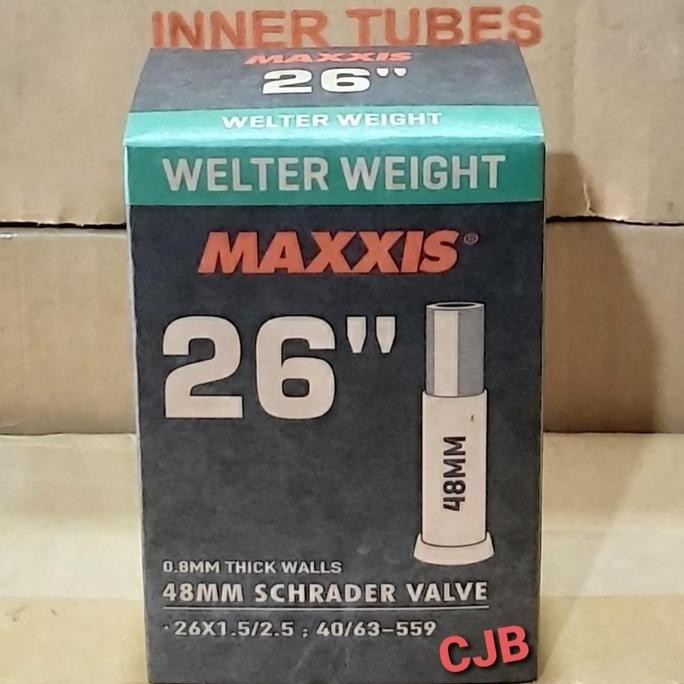 INNER TUBES
MAXXIS
26"
WELTER WEIGHT
WELTER WEIGHT
MAXXIS®
26"
48MM
0.8MM THICK WALLS
48MM SCHRADER VALVE
·26X1.5/2.5 ; 40/63-559
CJB